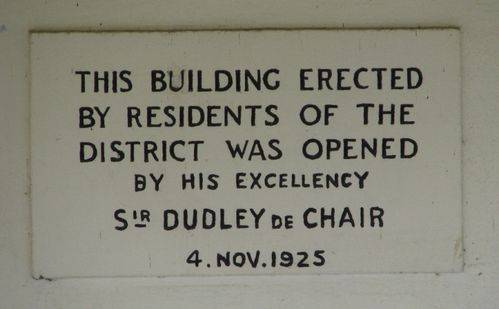 THIS BUILDING ERECTED
BY RESIDENTS OF THE
DISTRICT WAS OPENED
BY HIS EXCELLENCY
SIR DUDLEY DE CHAIR
4. NOV. 1925